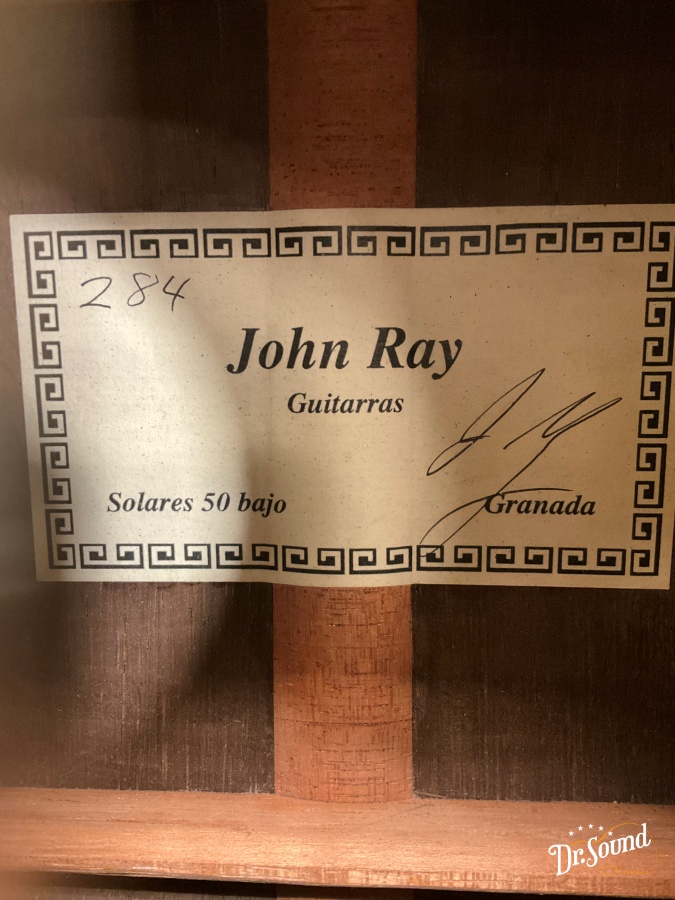 284
John Ray
Guitarras
Solares 50 bajo Granada
Dr. Sound